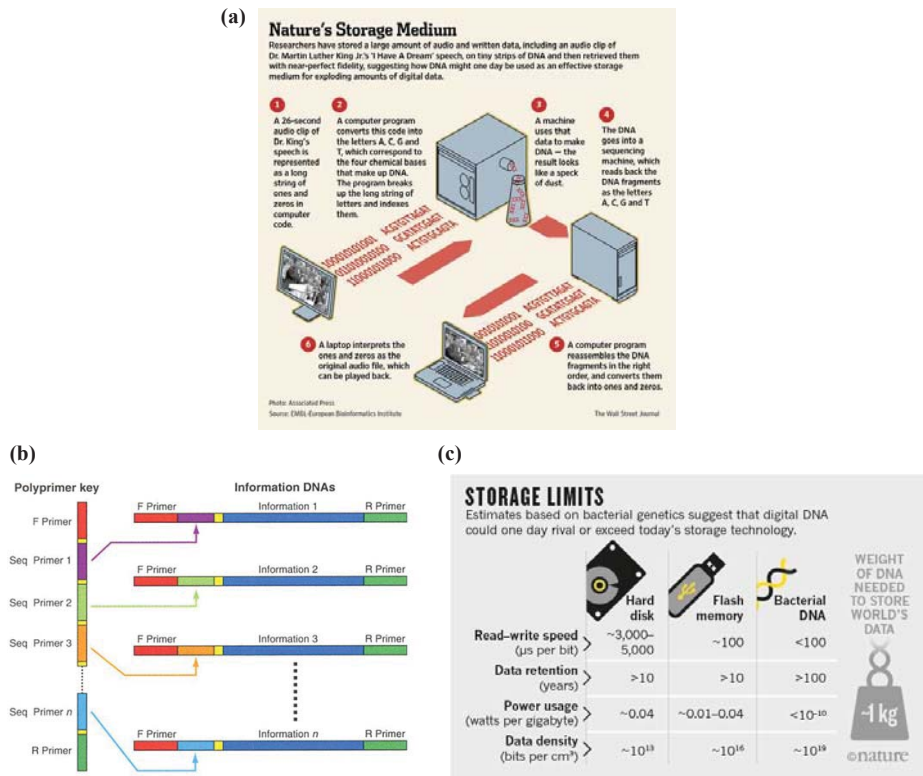 (a)
Nature's Storage Medium
Researchers have stored a large amount of audio and written data, including an audio clip of
Dr. Martin Luther King Jr.'s 'I Have A Dream' speech, on tiny strips of DNA and then retrieved them
with near-perfect fidelity, suggesting how DNA might one day be used as an effective storage
medium for exploding amounts of digital data.
1
A 26-second
audio clip of
Dr. King's
speech is
represented
as a long
string of
ones and
zeros in
computer
code.
2
A computer program
converts this code into
the letters A, C, G and
T, which correspond to
the four chemical bases
that make up DNA.
The program breaks
up the long string of
letters and indexes
them.
3
A machine
uses that
data to make
DNA — the
result looks
like a speck
of dust.
4
The DNA
goes into a
sequencing
machine, which
reads back the
DNA fragments
as the letters
A, C, G and T
10001010101001 ACGTGTTAGAT
01101010010100 GCATATCGAGT
11000101011000 ACTGTGCAGTA
0010101001 ACGTGTTAGAT
1010010100 GCATATCGAGT
110001011000 ACTGTGCAGTA
5
A computer program
reassembles the DNA
fragments in the right
order, and converts them
back into ones and zeros.
6
A laptop interprets the
ones and zeros as the
original audio file, which
can be played back.
Photo: Associated Press
Source: EMBL-European Bioinformatics Institute
The Wall Street Journal
(b)
Polyprimer key
Information DNAs
F Primer
Seq Primer 1
Seq Primer 2
Seq Primer 3
Seq Primer n
R Primer
F Primer Information 1 R Primer
F Primer Information 2 R Primer
F Primer Information 3 R Primer
F Primer Information n R Primer
(c)
STORAGE LIMITS
Estimates based on bacterial genetics suggest that digital DNA
could one day rival or exceed today's storage technology.
Hard
disk
Flash
memory
Bacterial
DNA
Read–write speed
(µs per bit)
~3,000–
5,000
~100
<100
Data retention
(years)
>10
>10
>100
Power usage
(watts per gigabyte)
~0.04
~0.01–0.04
<10⁻¹⁰
Data density
(bits per cm³)
~10¹³
~10¹⁶
~10¹⁹
WEIGHT
OF DNA
NEEDED
TO STORE
WORLD'S
DATA
~1 kg
©nature